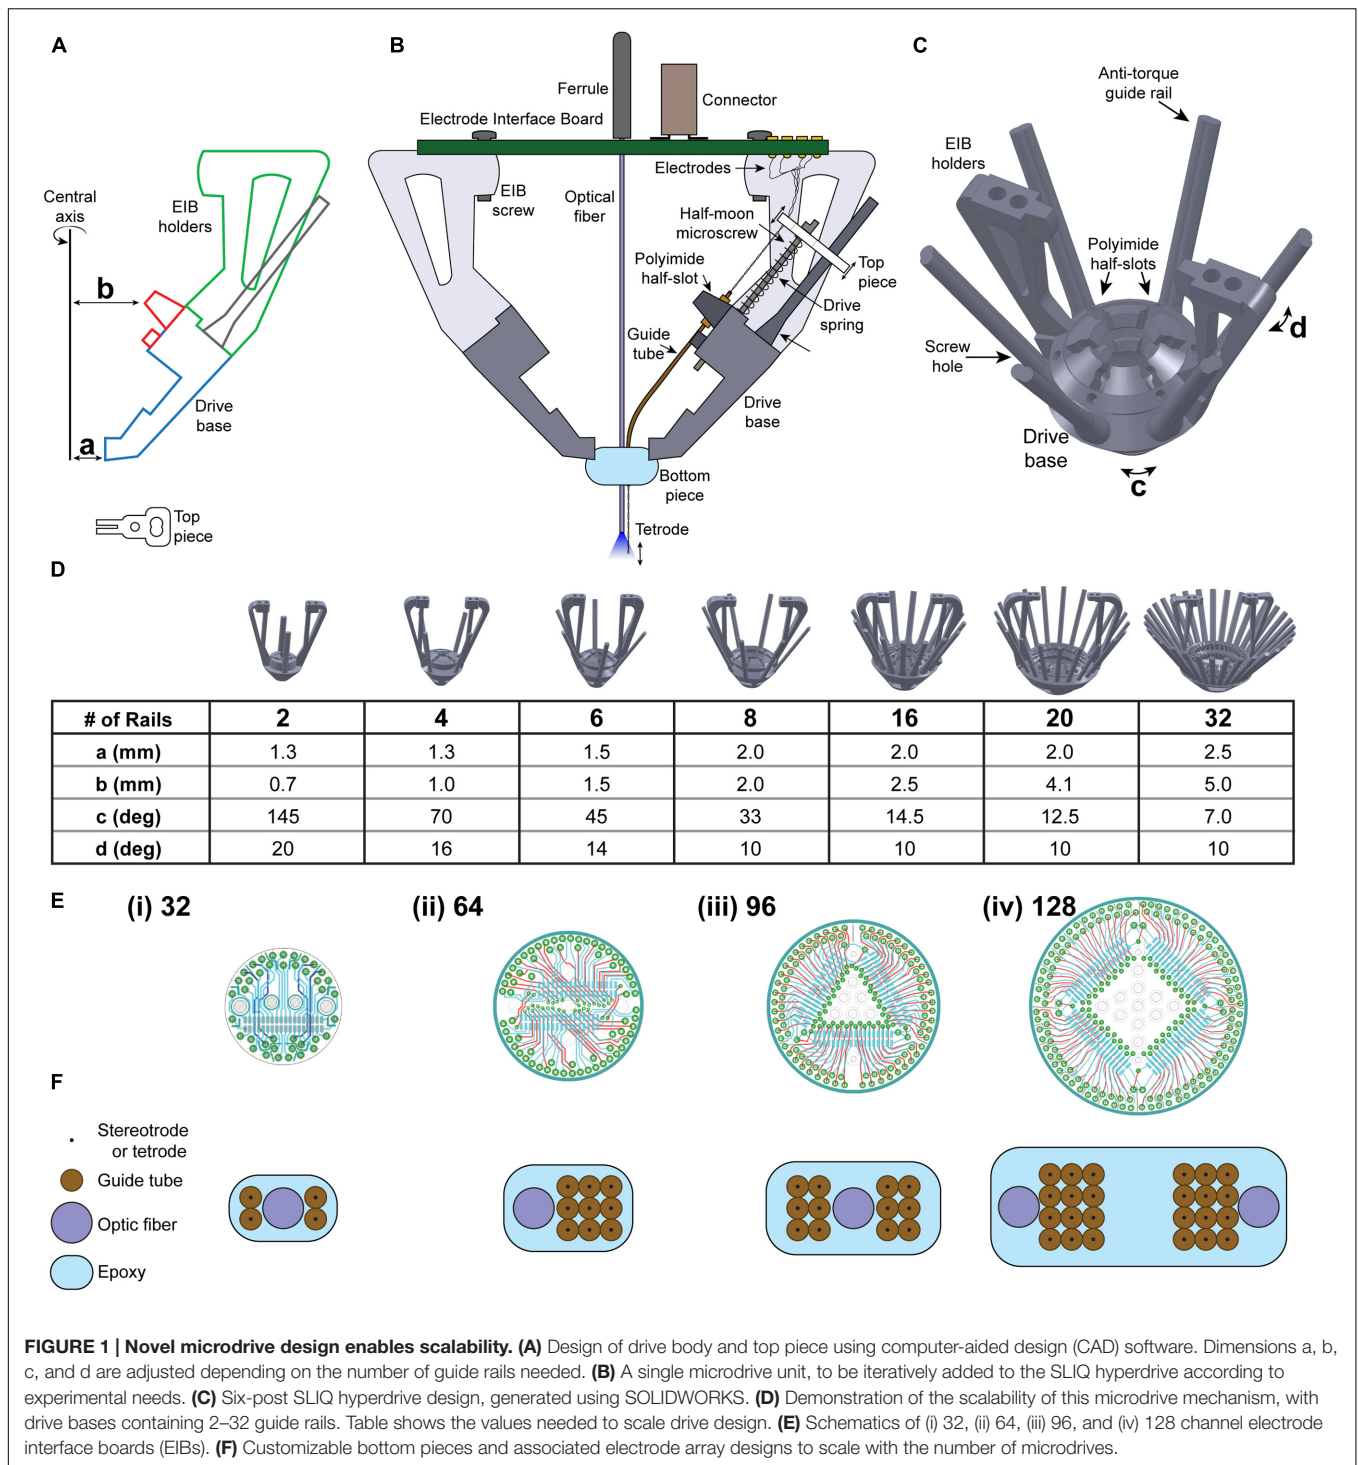 A
B
C
Central
axis
EIB
holders
b
a
Drive
base
Top
piece
Ferrule
Connector
Electrode Interface Board
Electrodes
EIB
screw
Optical
fiber
Half-moon
microscrew
Polyimide
half-slot
Top
piece
Drive
spring
Guide
tube
Drive
base
Bottom
piece
Tetrode
Anti-torque
guide rail
EIB
holders
Polyimide
half-slots
d
Screw
hole
Drive
base
c
D
# of Rails 2 4 6 8 16 20 32
a (mm) 1.3 1.3 1.5 2.0 2.0 2.0 2.5
b (mm) 0.7 1.0 1.5 2.0 2.5 4.1 5.0
c (deg) 145 70 45 33 14.5 12.5 7.0
d (deg) 20 16 14 10 10 10 10
E
(i) 32 (ii) 64 (iii) 96 (iv) 128
F
Stereotrode
or tetrode
Guide tube
Optic fiber
Epoxy
FIGURE 1 | Novel microdrive design enables scalability. (A) Design of drive body and top piece using computer-aided design (CAD) software. Dimensions a, b,
c, and d are adjusted depending on the number of guide rails needed. (B) A single microdrive unit, to be iteratively added to the SLIQ hyperdrive according to
experimental needs. (C) Six-post SLIQ hyperdrive design, generated using SOLIDWORKS. (D) Demonstration of the scalability of this microdrive mechanism, with
drive bases containing 2–32 guide rails. Table shows the values needed to scale drive design. (E) Schematics of (i) 32, (ii) 64, (iii) 96, and (iv) 128 channel electrode
interface boards (EIBs). (F) Customizable bottom pieces and associated electrode array designs to scale with the number of microdrives.